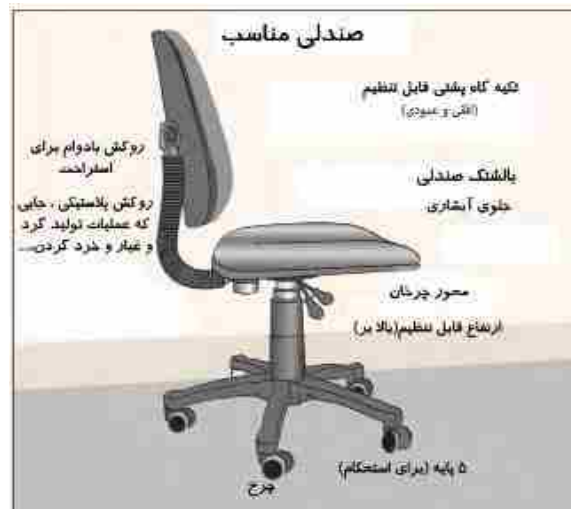 صندلی مناسب
تکیه گاه پشتی قابل تنظیم
(افقی و عمودی)
روکش بادوام برای
استراحت
بالشتک صندلی
جلوی آبشاری
روکش پلاستیکی ، جایی
که عملیات تولید گرد
و غبار و خرد کردن...
محور چرخان
ارتفاع قابل تنظیم(بالا بر)
۵ پایه (برای استحکام)
چرخ